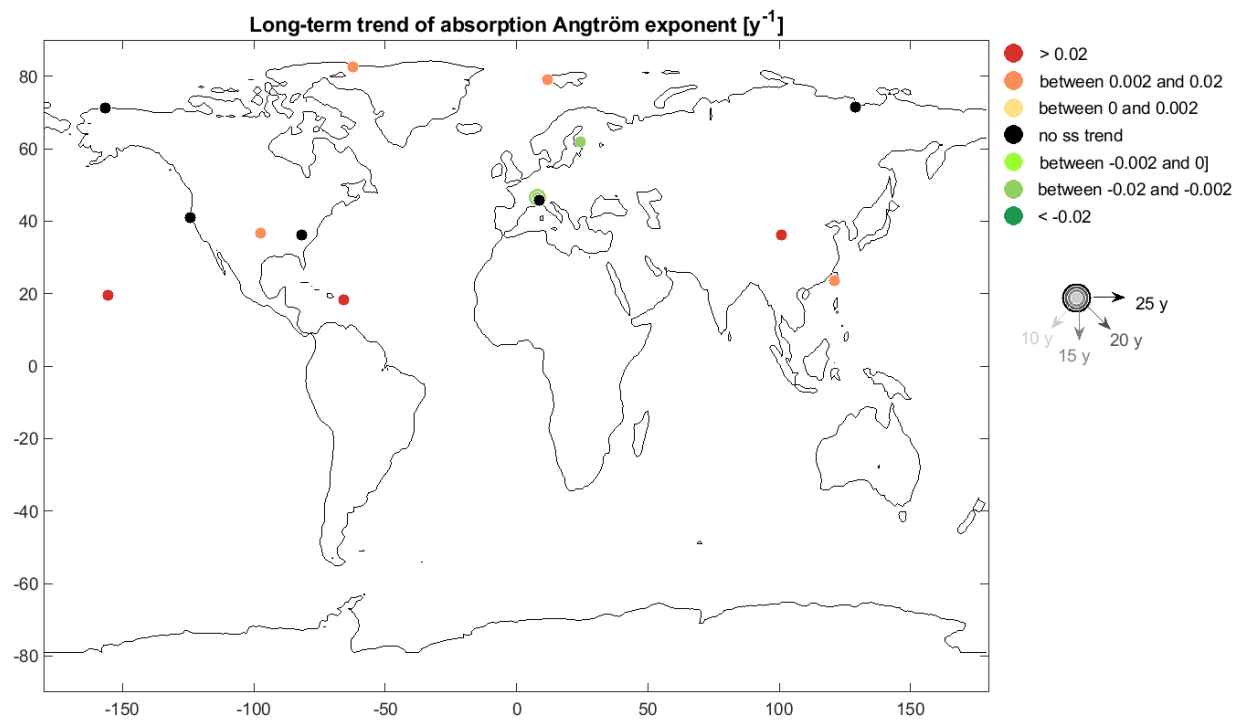 Long-term trend of absorption Angtröm exponent [y-1]
80
60
40
20
0
-20
-40
-60
-80
-150
-100
-50
0
50
100
150
> 0.02
between 0.002 and 0.02
between 0 and 0.002
no ss trend
between -0.002 and 0]
between -0.02 and -0.002
< -0.02
25 y
10 y
20 y
15 y